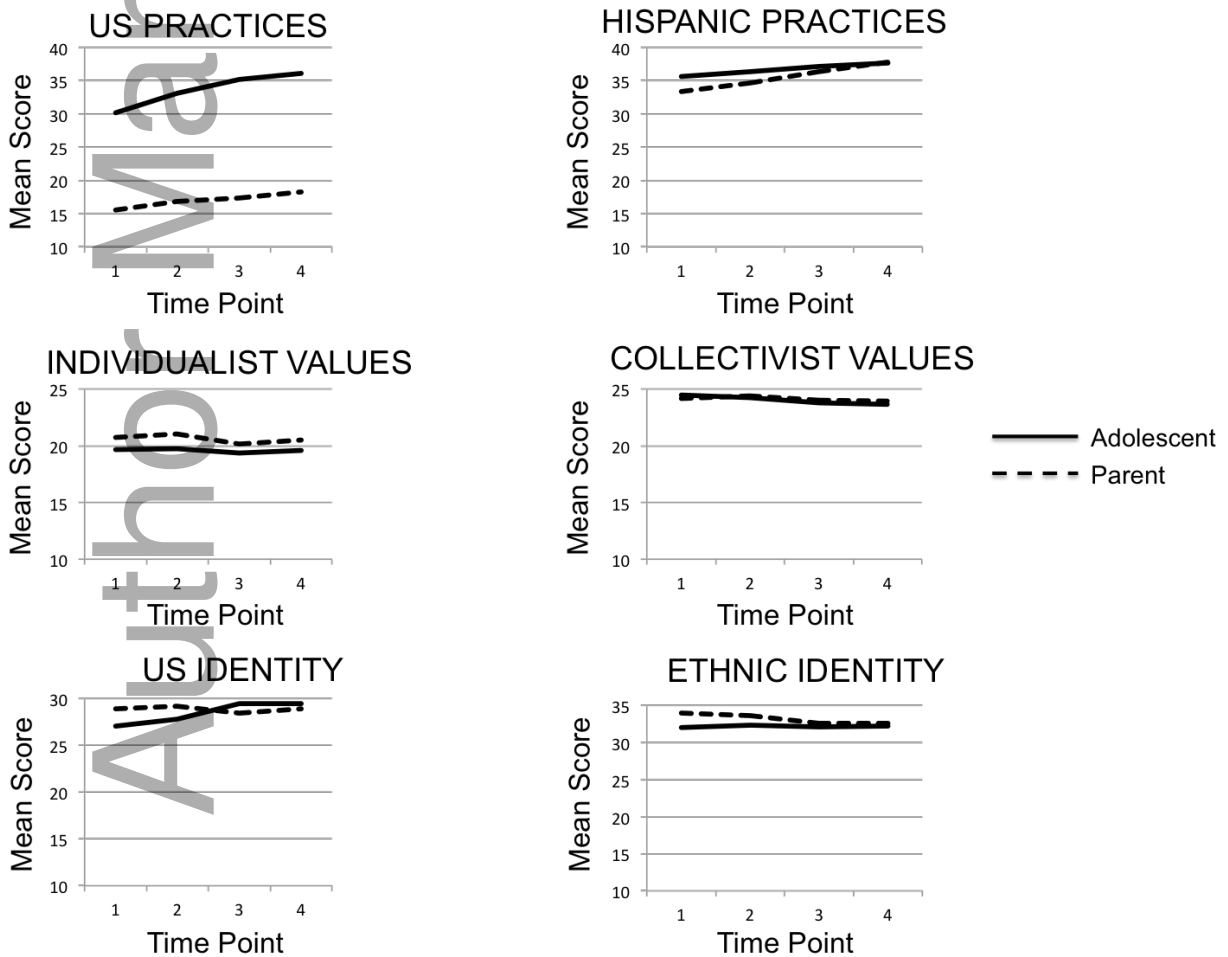 US PRACTICES
40
35
30
25
20
15
10
Mean Score
1 2 3 4
Time Point
HISPANIC PRACTICES
40
35
30
25
20
15
10
Mean Score
1 2 3 4
Time Point
INDIVIDUALIST VALUES
25
20
15
10
Mean Score
1 2 3 4
Time Point
COLLECTIVIST VALUES
25
20
15
10
Mean Score
1 2 3 4
Time Point
Adolescent
Parent
US IDENTITY
30
25
20
15
10
Mean Score
1 2 3 4
Time Point
ETHNIC IDENTITY
35
30
25
20
15
10
Mean Score
1 2 3 4
Time Point
Author